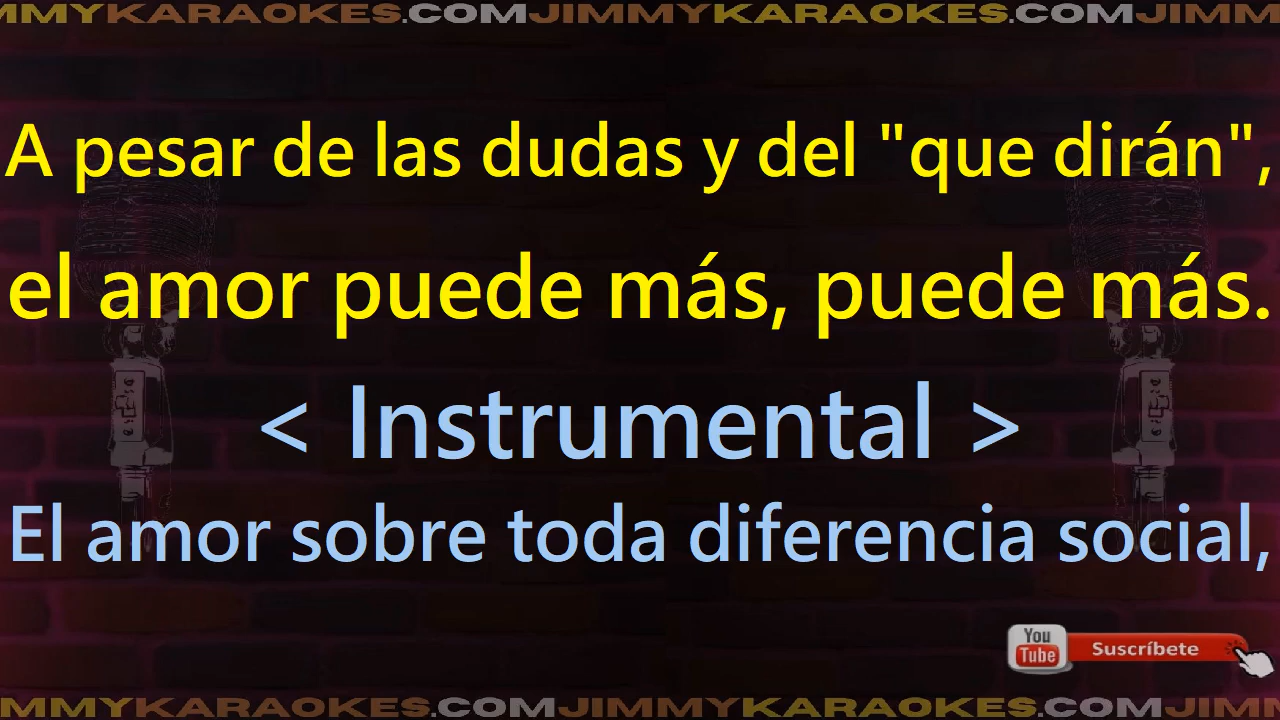 MMYKARAOKES.COMJIMMYKARAOKES.COMJIMM
A pesar de las dudas y del "que dirán",
el amor puede más, puede más.
< Instrumental >
El amor sobre toda diferencia social,
You
Tube
Suscríbete
MMYKARAOKES.COMJIMMYKARAOKES.COMJIMM